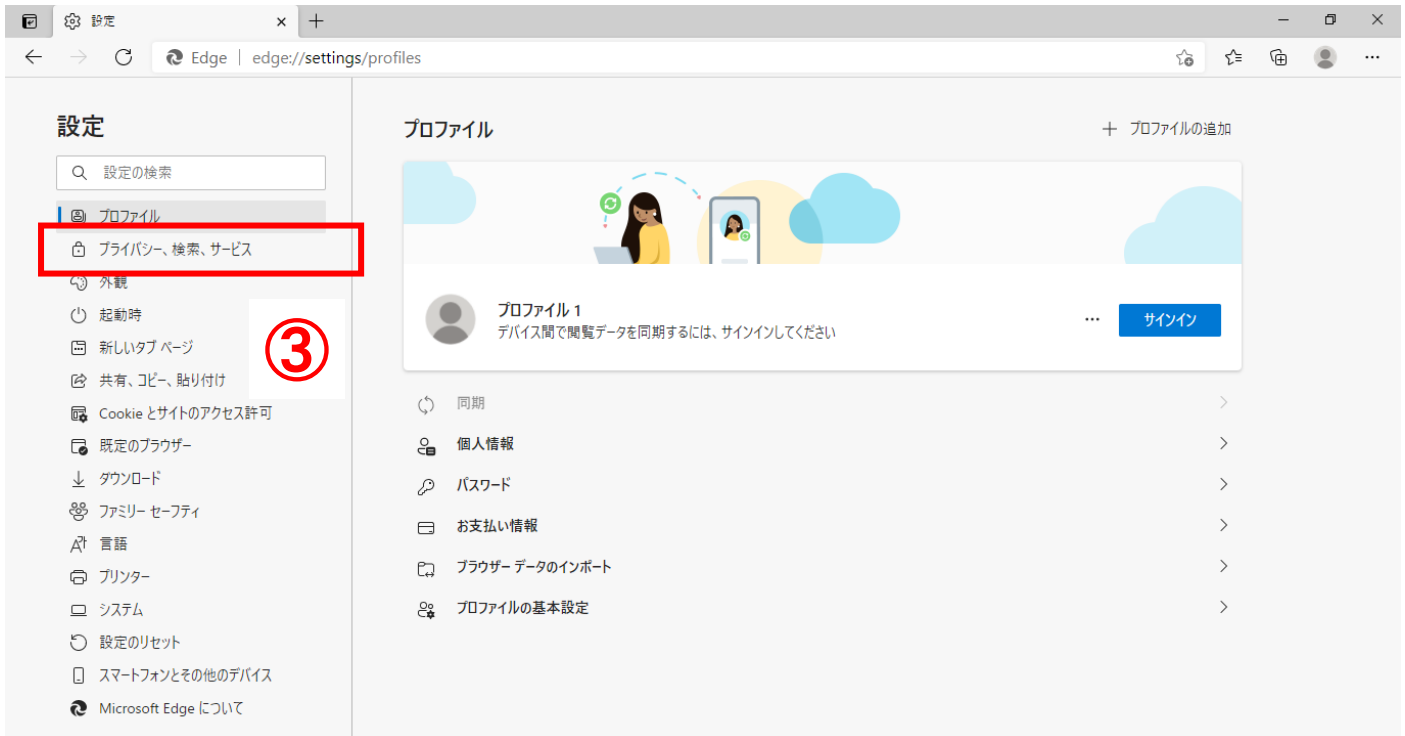 設定
Edge | edge://settings/profiles
設定
設定の検索
プロファイル
プライバシー、検索、サービス
外観
起動時
新しいタブ ページ
共有、コピー、貼り付け
Cookie とサイトのアクセス許可
既定のブラウザー
ダウンロード
ファミリー セーフティ
言語
プリンター
システム
設定のリセット
スマートフォンとその他のデバイス
Microsoft Edge について
③
プロファイル
プロファイルの追加
プロファイル 1
デバイス間で閲覧データを同期するには、サインインしてください
サインイン
同期
個人情報
パスワード
お支払い情報
ブラウザー データのインポート
プロファイルの基本設定